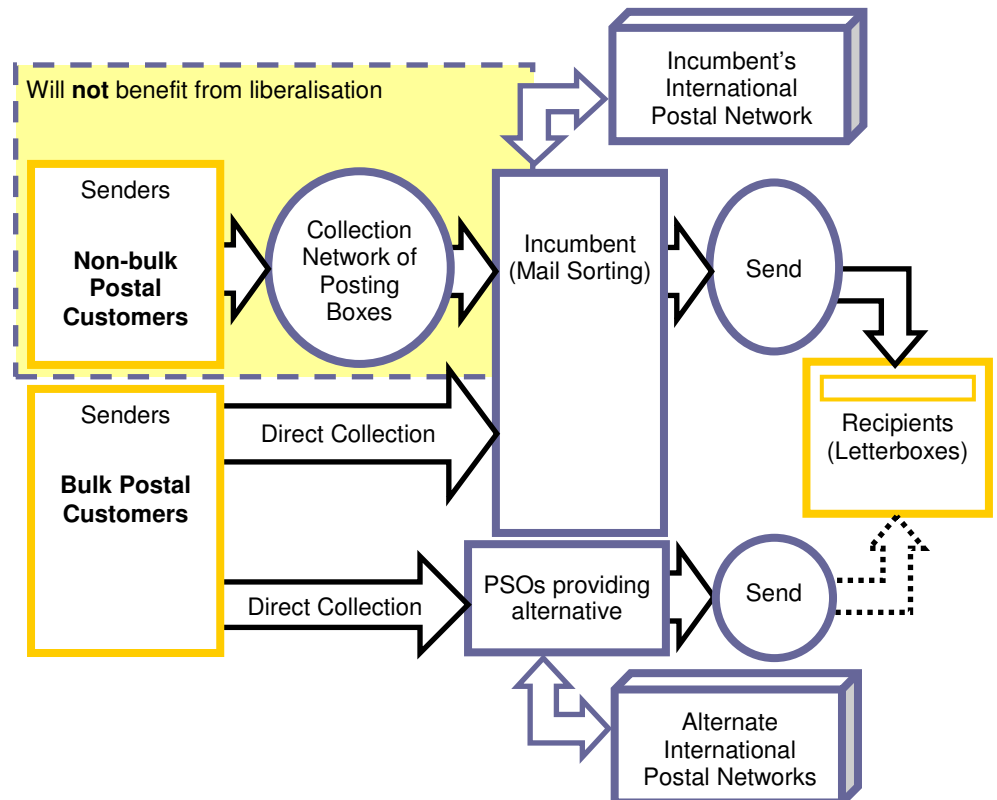 Incumbent's
International
Postal Network
Will not benefit from liberalisation
Senders
Non-bulk
Postal
Customers
Collection
Network of
Posting
Boxes
Incumbent
(Mail Sorting)
Send
Senders
Bulk Postal
Customers
Direct Collection
Recipients
(Letterboxes)
Direct Collection
PSOs providing
alternative
Send
Alternate
International
Postal Networks